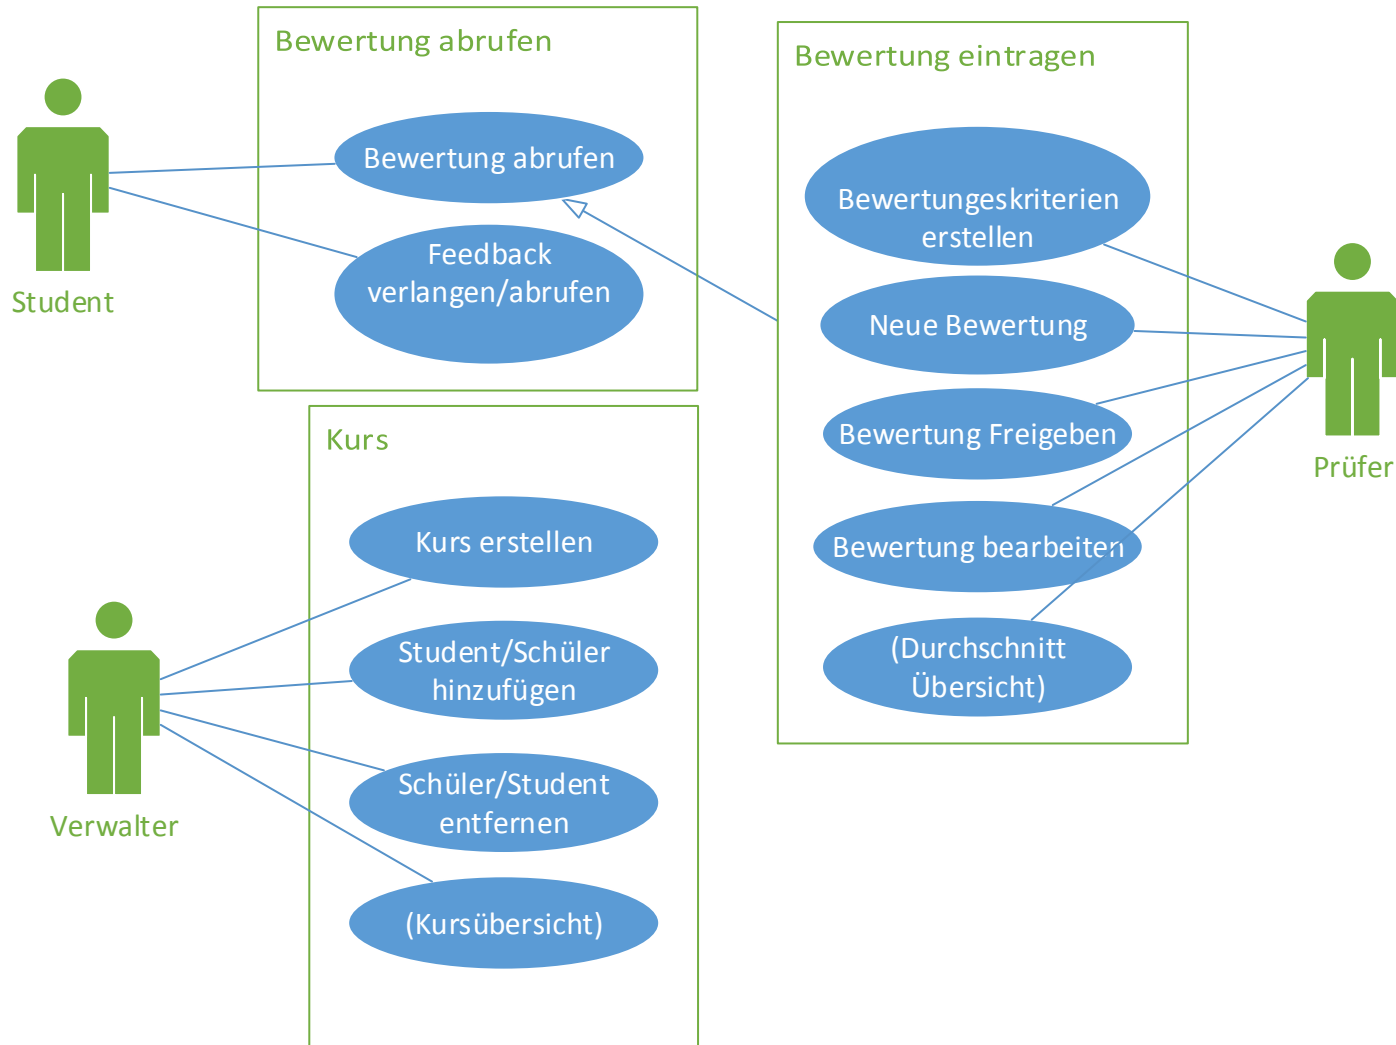 Bewertung abrufen
Bewertung abrufen
Feedback
verlangen/abrufen
Student
Bewertung eintragen
Bewertungeskriterien
erstellen
Neue Bewertung
Bewertung Freigeben
Bewertung bearbeiten
(Durchschnitt
Übersicht)
Prüfer
Kurs
Kurs erstellen
Student/Schüler
hinzufügen
Schüler/Student
entfernen
(Kursübersicht)
Verwalter